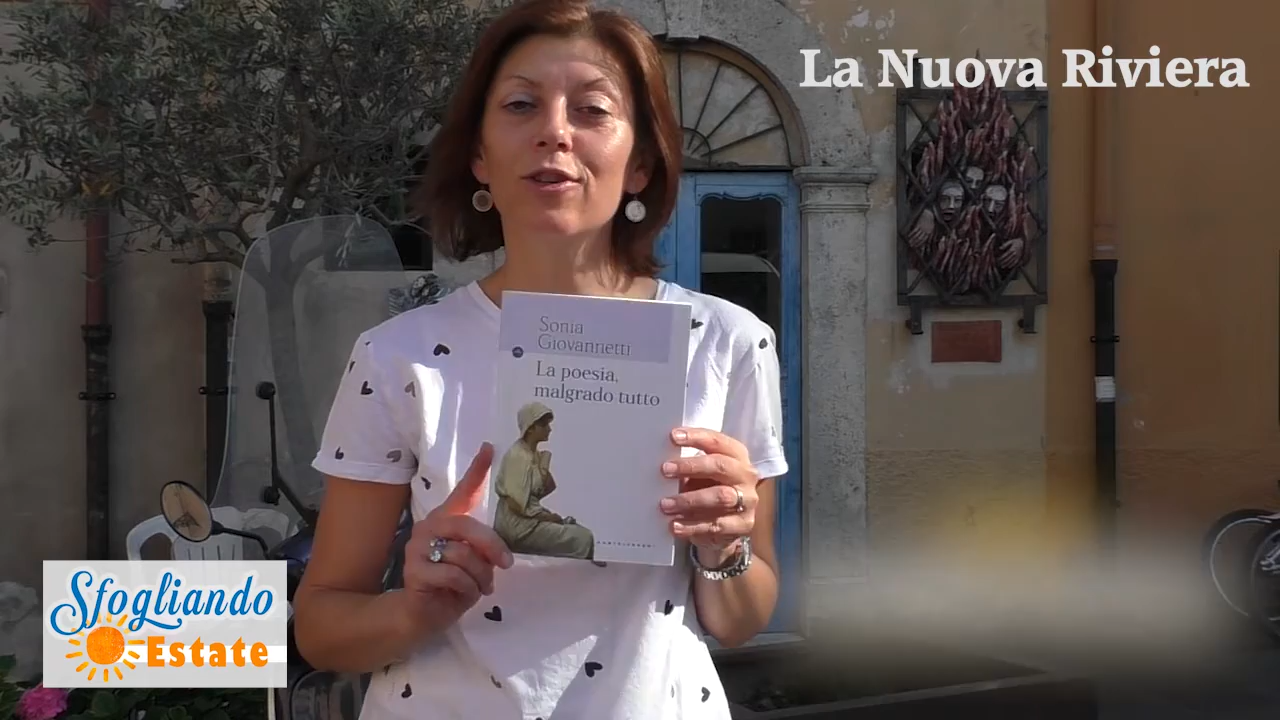 La Nuova Riviera
Sonia
Giovannetti
La poesia,
malgrado tutto
Sfogliando
Estate